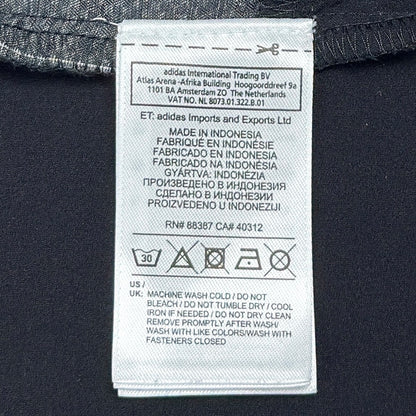 adidas International Trading BV
Atlas Arena -Afrika Building Hoogoorddreef 9a
1101 BA Amsterdam ZO The Netherlands
VAT NO. NL 8073.01.322.B.01
ET: adidas Imports and Exports Ltd
MADE IN INDONESIA
FABRIQUÉ EN INDONÉSIE
FABRICADO EN INDONESIA
FABRICADO NA INDONÉSIA
GYÁRTVA: INDONÉZIA
ПРОИЗВЕДЕНО В ИНДОНЕЗИЯ
СДЕЛАНО В ИНДОНЕЗИИ
PROIZVEDENO U INDONEZIJI
RN# 88387 CA# 40312
30
US /
UK: MACHINE WASH COLD / DO NOT
BLEACH / DO NOT TUMBLE DRY / COOL
IRON IF NEEDED / DO NOT DRY CLEAN
REMOVE PROMPTLY AFTER WASH/
WASH WITH LIKE COLORS/WASH WITH
FASTENERS CLOSED